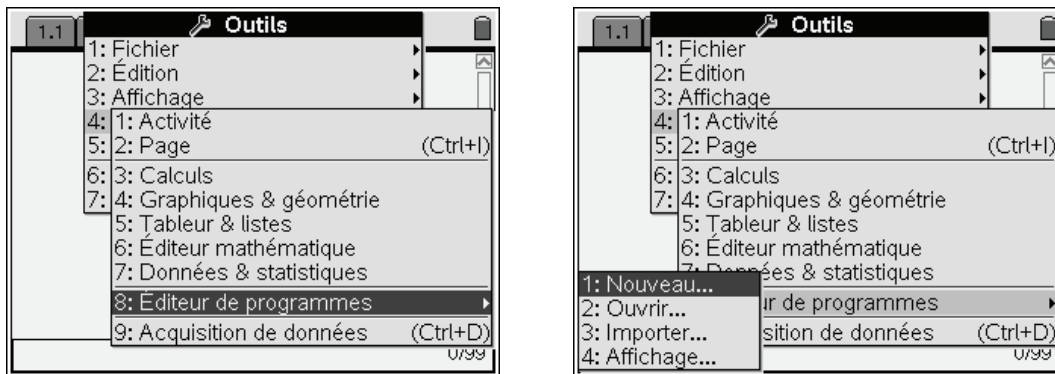 1.1
Outils
1: Fichier
2: Édition
3: Affichage
4:
1: Activité
5:
2: Page (Ctrl+I)
6:
3: Calculs
7:
4: Graphiques & géométrie
5: Tableur & listes
6: Éditeur mathématique
7: Données & statistiques
8: Éditeur de programmes
9: Acquisition de données (Ctrl+D)
0/99
1.1
Outils
1: Fichier
2: Édition
3: Affichage
4:
1: Activité
5:
2: Page (Ctrl+I)
6:
3: Calculs
7:
4: Graphiques & géométrie
5: Tableur & listes
6: Éditeur mathématique
ées & statistiques
1: Nouveau...
ur de programmes
2: Ouvrir...
3: Importer...
sition de données (Ctrl+D)
4: Affichage...
0/99